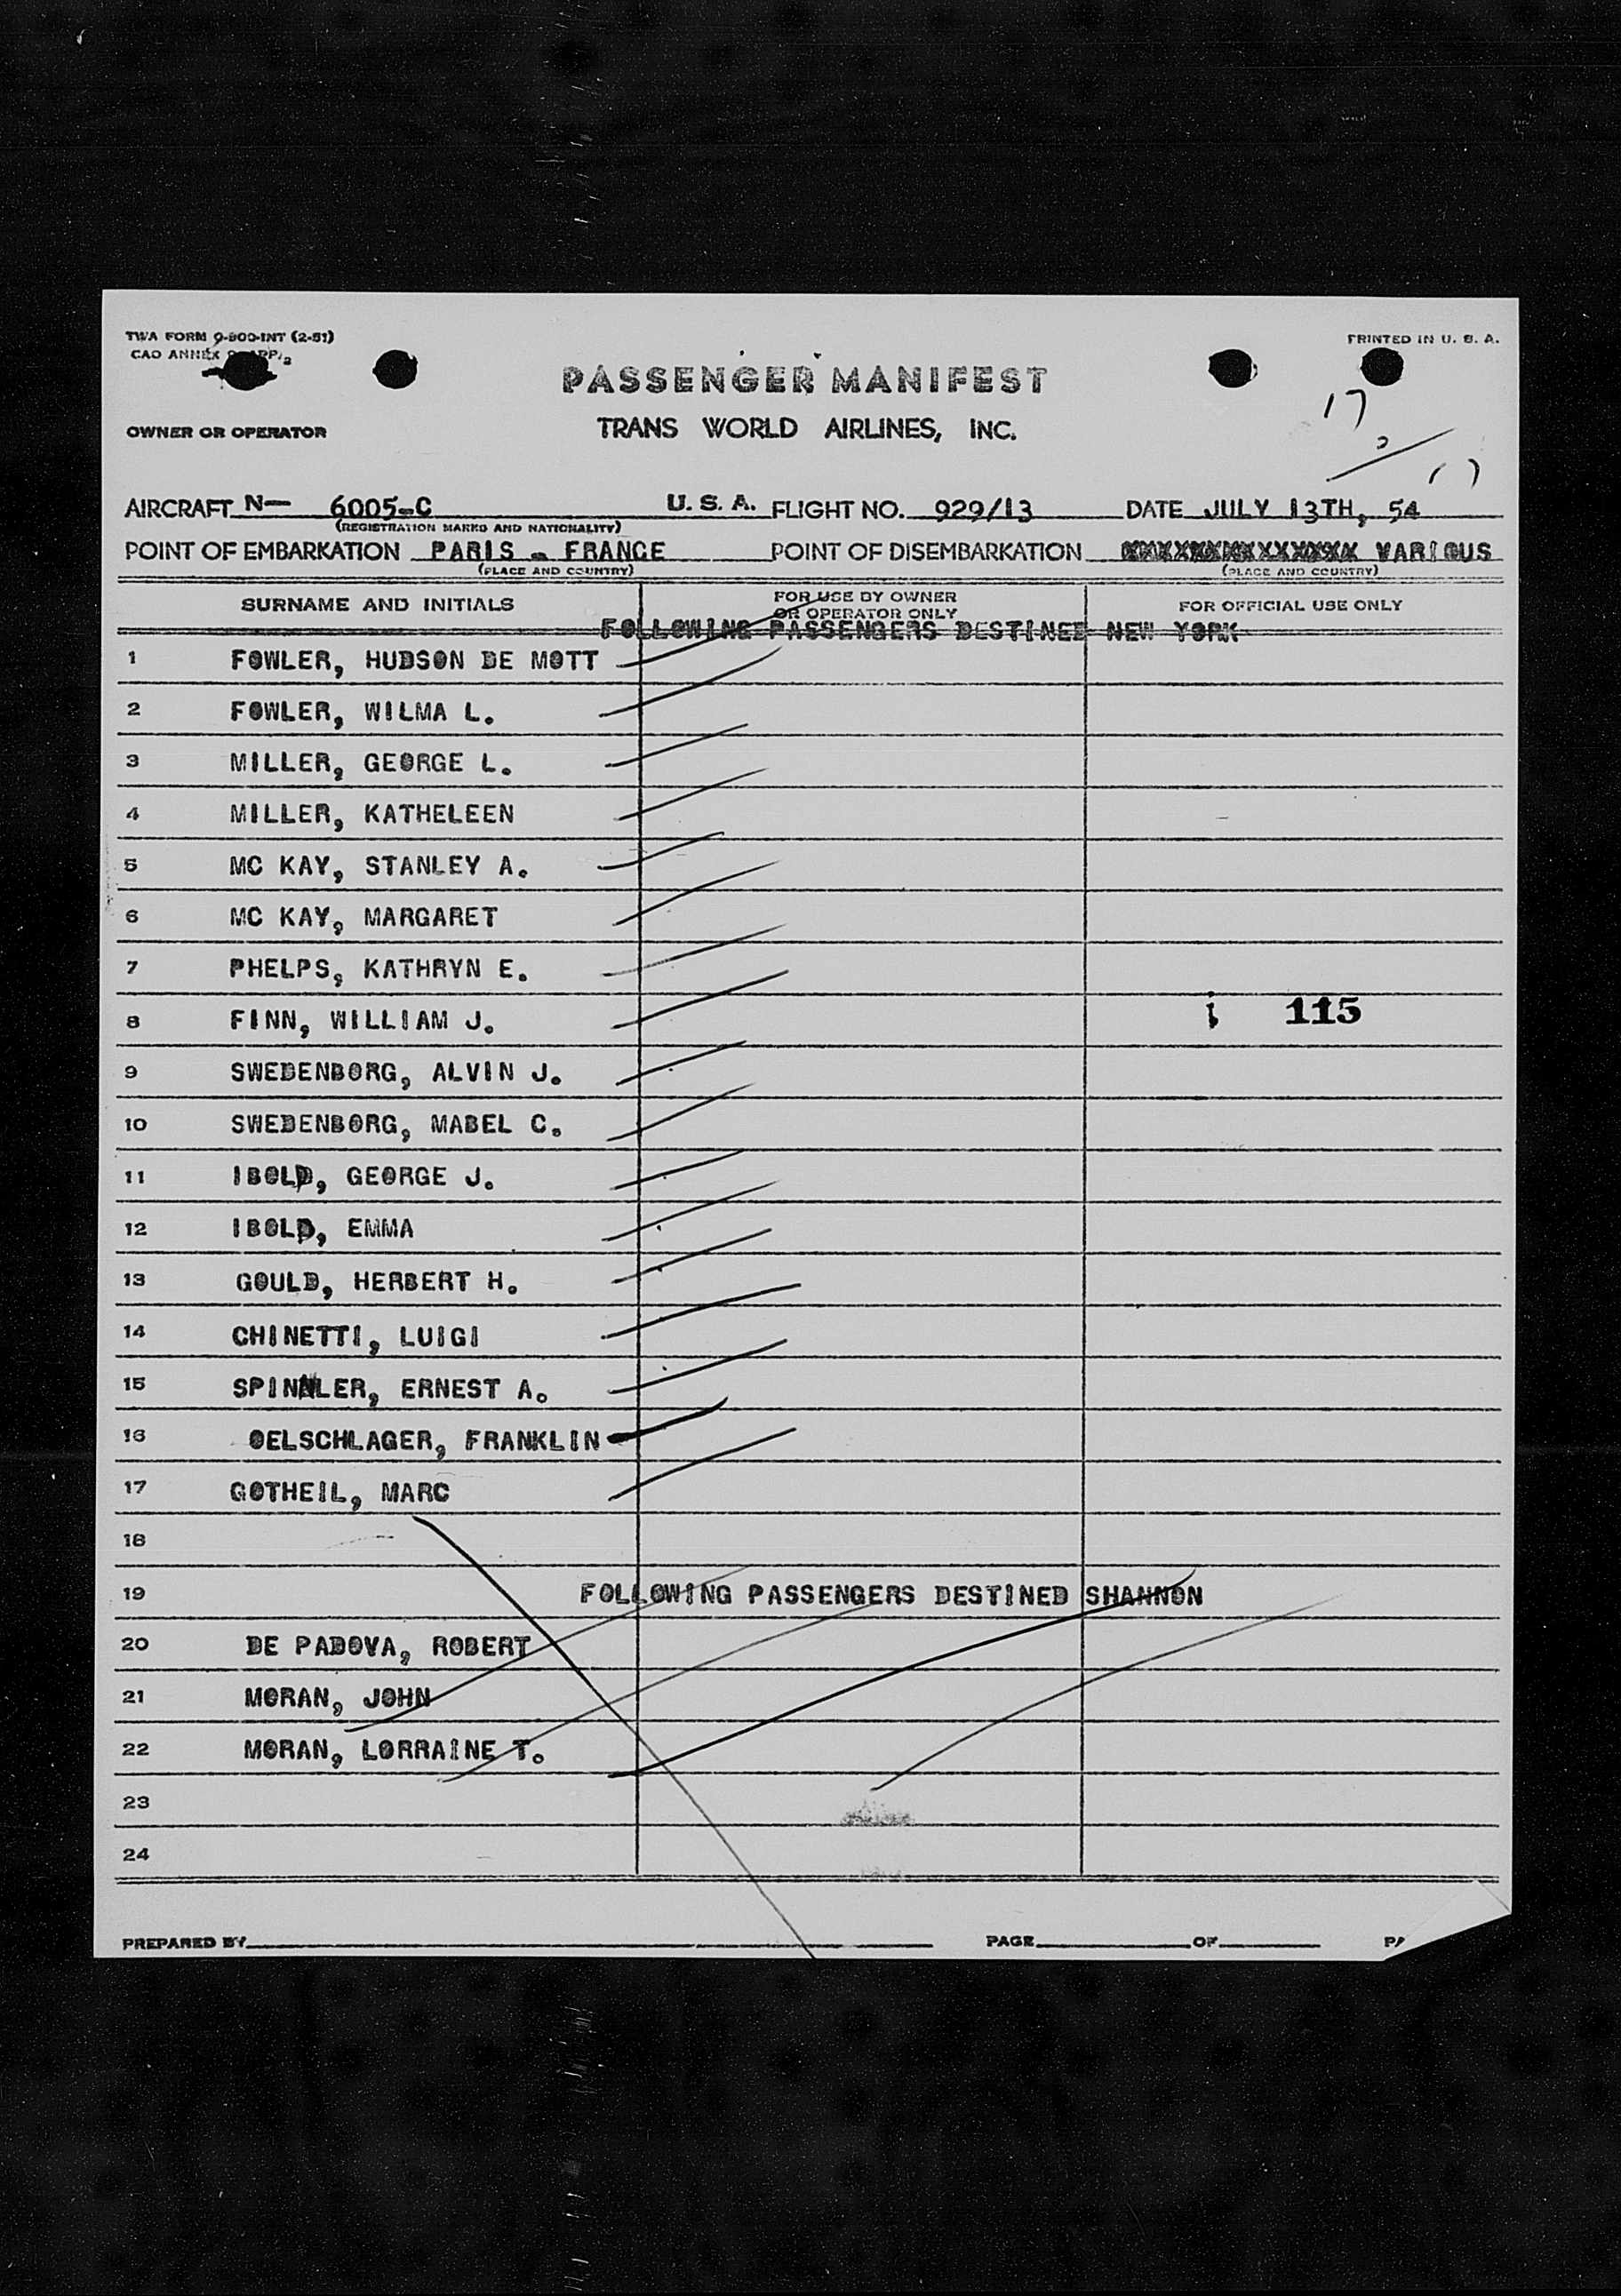 TWA FORM 9-800-INT (2-51)
PRINTED IN U. S. A.
CAO ANNEX
PASSENGER MANIFEST
OWNER OR OPERATOR TRANS WORLD AIRLINES, INC.
17
17
AIRCRAFT N— 6005-C U. S. A. FLIGHT NO. 929/13 DATE JULY 13TH, 54
(REGISTRATION MARKS AND NATIONALITY)
POINT OF EMBARKATION PARIS - FRANCE POINT OF DISEMBARKATION VARIOUS
(PLACE AND COUNTRY) (PLACE AND COUNTRY)
SURNAME AND INITIALS FOR USE BY OWNER OR OPERATOR ONLY FOR OFFICIAL USE ONLY
FOLLOWING PASSENGERS DESTINED NEW YORK
1 FOWLER, HUDSON DE MOTT
2 FOWLER, WILMA L.
3 MILLER, GEORGE L.
4 MILLER, KATHELEEN
5 MC KAY, STANLEY A.
6 MC KAY, MARGARET
7 PHELPS, KATHRYN E.
8 FINN, WILLIAM J. 115
9 SWEDENBORG, ALVIN J.
10 SWEDENBORG, MABEL C.
11 IBOLD, GEORGE J.
12 IBOLD, EMMA
13 GOULD, HERBERT H.
14 CHINETTI, LUIGI
15 SPINNLER, ERNEST A.
16 OELSCHLAGER, FRANKLIN
17 GOTHEIL, MARC
18
19 FOLLOWING PASSENGERS DESTINED SHANNON
20 DE PADOVA, ROBERT
21 MORAN, JOHN
22 MORAN, LORRAINE T.
23
24
PREPARED BY PAGE OF